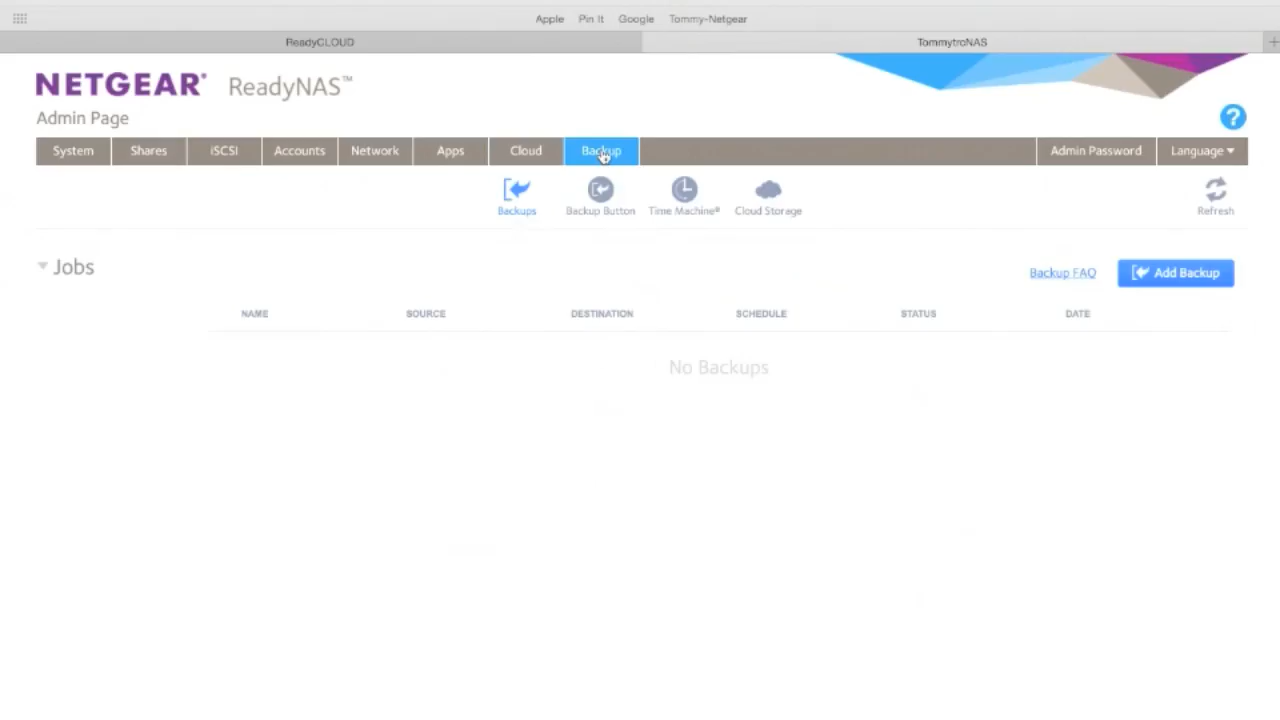 Apple Pin It Google Tommy-Netgear
ReadyCLOUD TommytroNAS
NETGEAR® ReadyNAS™
Admin Page
?
System Shares iSCSI Accounts Network Apps Cloud Backup Admin Password Language
Backups Backup Button Time Machine® Cloud Storage Refresh
Jobs
Backup FAQ Add Backup
NAME SOURCE DESTINATION SCHEDULE STATUS DATE
No Backups